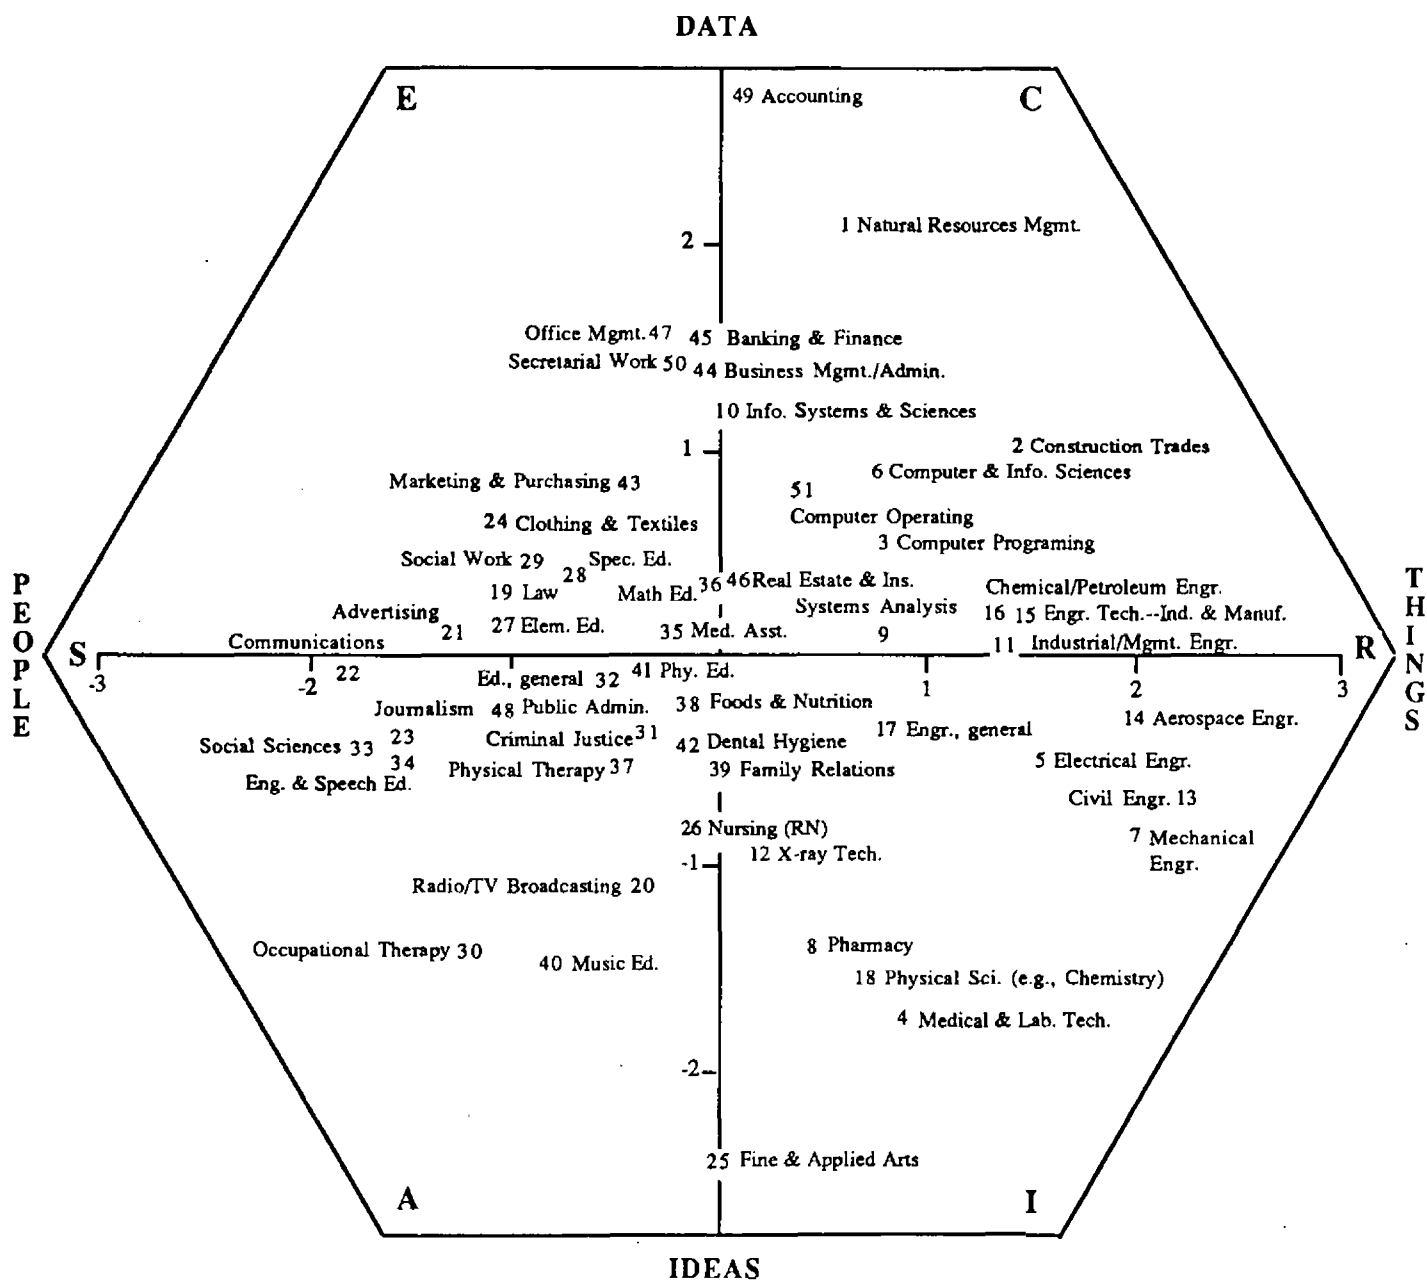 DATA
E
C
49 Accounting
1 Natural Resources Mgmt.
2
Office Mgmt. 47
45 Banking & Finance
Secretarial Work 50
44 Business Mgmt./Admin.
10 Info. Systems & Sciences
1
2 Construction Trades
6 Computer & Info. Sciences
Marketing & Purchasing 43
51
Computer Operating
24 Clothing & Textiles
3 Computer Programing
Social Work 29
Spec. Ed.
28
19 Law
Math Ed. 36
46 Real Estate & Ins.
Chemical/Petroleum Engr.
Advertising
Systems Analysis
16 15 Engr. Tech.--Ind. & Manuf.
21
27 Elem. Ed.
35 Med. Asst.
9
Communications
11 Industrial/Mgmt. Engr.
PEOPLE
S
R
THINGS
-3
-2
1
2
3
22
Ed., general 32
41 Phy. Ed.
Journalism
48 Public Admin.
38 Foods & Nutrition
14 Aerospace Engr.
23
Criminal Justice 31
17 Engr., general
Social Sciences 33
42 Dental Hygiene
34
Physical Therapy 37
39 Family Relations
5 Electrical Engr.
Eng. & Speech Ed.
Civil Engr. 13
26 Nursing (RN)
7 Mechanical
Engr.
12 X-ray Tech.
-1
Radio/TV Broadcasting 20
Occupational Therapy 30
40 Music Ed.
8 Pharmacy
18 Physical Sci. (e.g., Chemistry)
4 Medical & Lab. Tech.
-2
25 Fine & Applied Arts
A
I
IDEAS